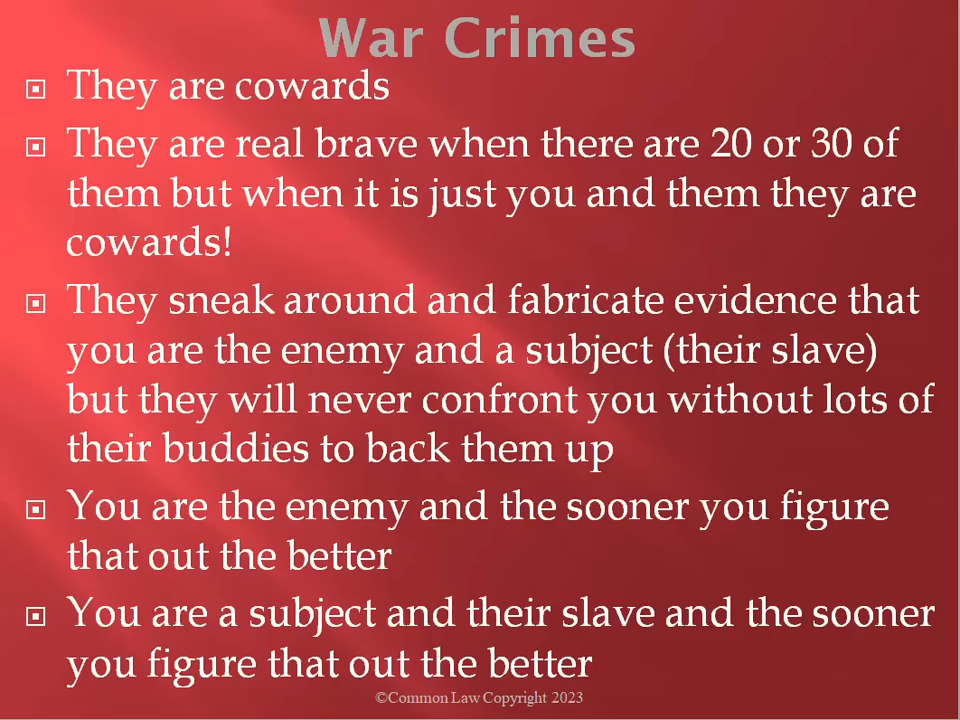 War Crimes
They are cowards
They are real brave when there are 20 or 30 of
them but when it is just you and them they are
cowards!
They sneak around and fabricate evidence that
you are the enemy and a subject (their slave)
but they will never confront you without lots of
their buddies to back them up
You are the enemy and the sooner you figure
that out the better
You are a subject and their slave and the sooner
you figure that out the better
©Common Law Copyright 2023